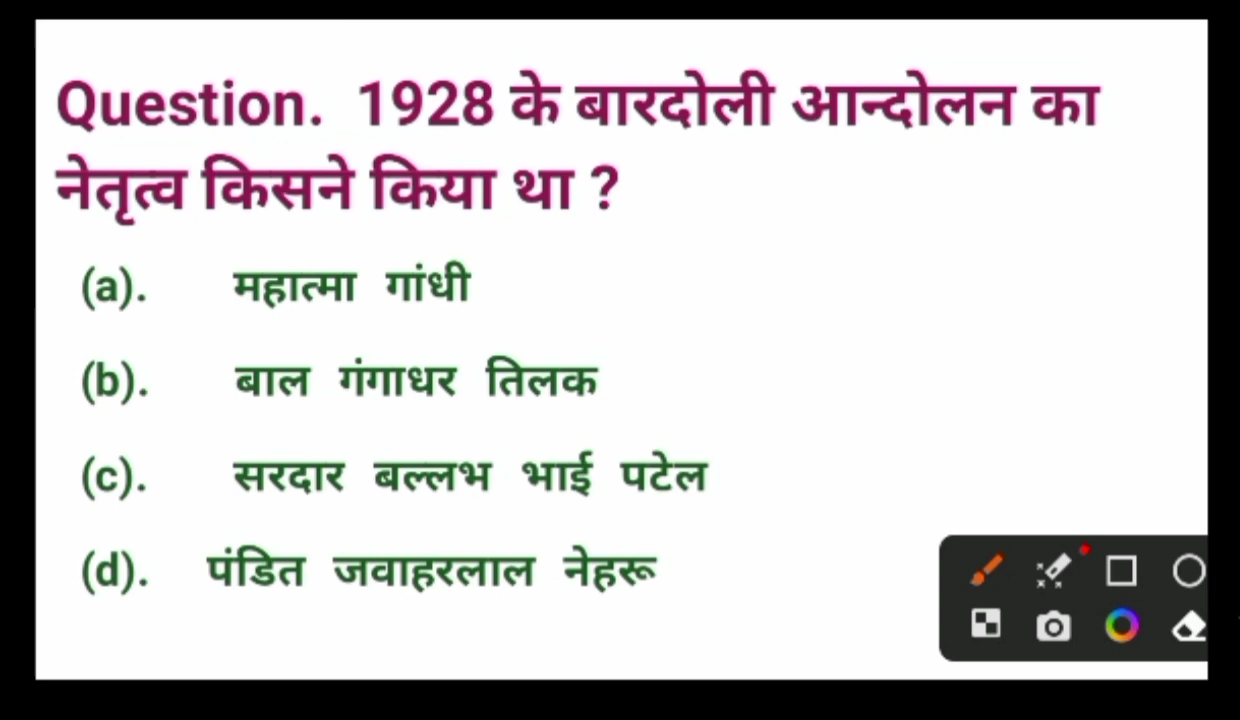 Question. 1928 के बारदोली आन्दोलन का
नेतृत्व किसने किया था ?
(a). महात्मा गांधी
(b). बाल गंगाधर तिलक
(c). सरदार बल्लभ भाई पटेल
(d). पंडित जवाहरलाल नेहरू